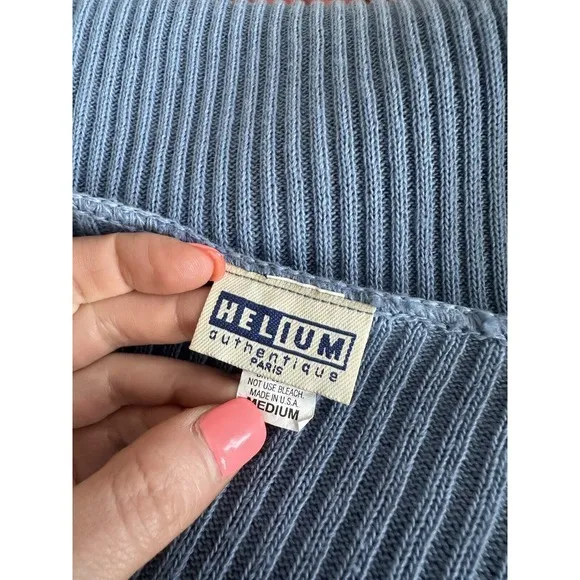 HELIUM
authentique
PARIS
NOT USE BLEACH.
MADE IN U.S.A.
MEDIUM